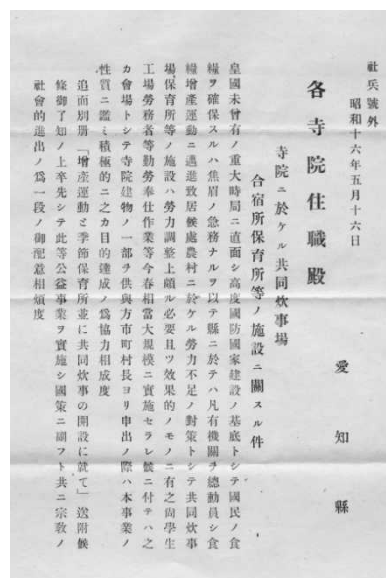 社兵號外
昭和十六年五月十六日
愛知縣
各寺院住職殿
寺院ニ於ケル共同炊事場
合宿所保育所等ノ施設ニ關スル件
皇國未曾有ノ重大時局ニ直面シ高度國防國家建設ノ基底トシテ國民ノ食
糧ヲ確保スルハ焦眉ノ急務ナルヲ以テ縣ニ於テハ凡有機關ヲ總動員シ食
糧增產運動ニ邁進致居候處農村ニ於ケル勞力不足ノ對策トシテ共同炊事
場保育所等ノ施設ハ勞力調整上頗ル必要且ツ效果的ノモノニ有之尙學生
工場勞務者等勤勞奉仕作業等今春相當大規模ニ實施セラレ候ニ付テハ之
カ會場トシテ寺院建物ノ一部ヲ供與方市町村長ヨリ申出ノ際ハ本事業ノ
性質ニ鑑ミ積極的ニ之カ目的達成ノ爲協力相成度
追而別册「增產運動と季節保育所並に共同炊事の開設に就て」送附候
條御了知ノ上率先シテ此等公益事業ヲ實施シ國策ニ副フト共ニ宗敎ノ
社會的進出ノ爲一段ノ御配意相煩度